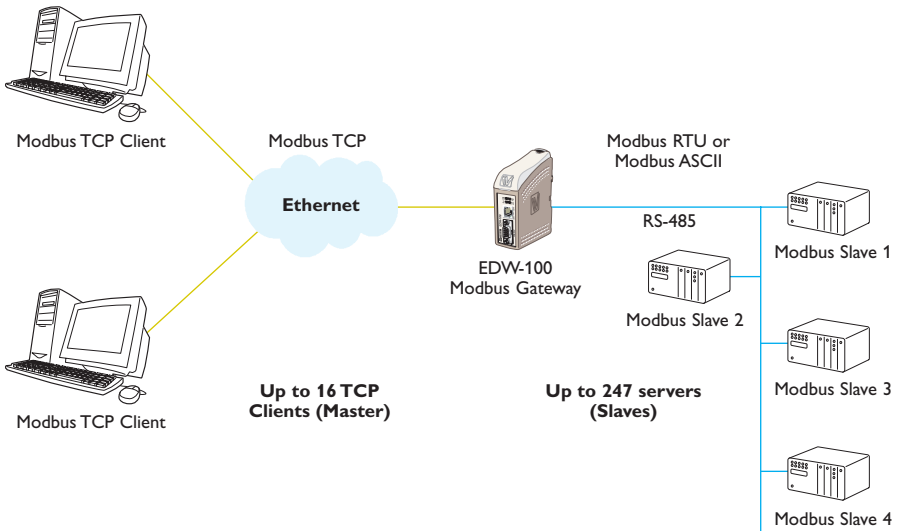 Modbus TCP Client
Modbus TCP
Ethernet
Modbus RTU or
Modbus ASCII
RS-485
EDW-100
Modbus Gateway
Modbus Slave 1
Modbus Slave 2
Modbus Slave 3
Modbus TCP Client
Up to 16 TCP
Clients (Master)
Up to 247 servers
(Slaves)
Modbus Slave 4